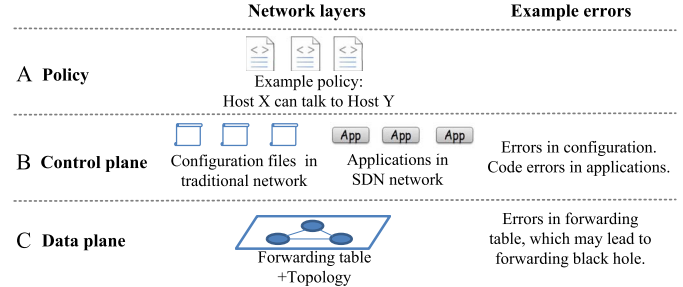 Network layers
Example errors
A Policy
<>
<>
<>
Example policy:
Host X can talk to Host Y
B Control plane
App
App
App
Configuration files in
traditional network
Applications in
SDN network
Errors in configuration.
Code errors in applications.
C Data plane
Forwarding table
+Topology
Errors in forwarding
table, which may lead to
forwarding black hole.